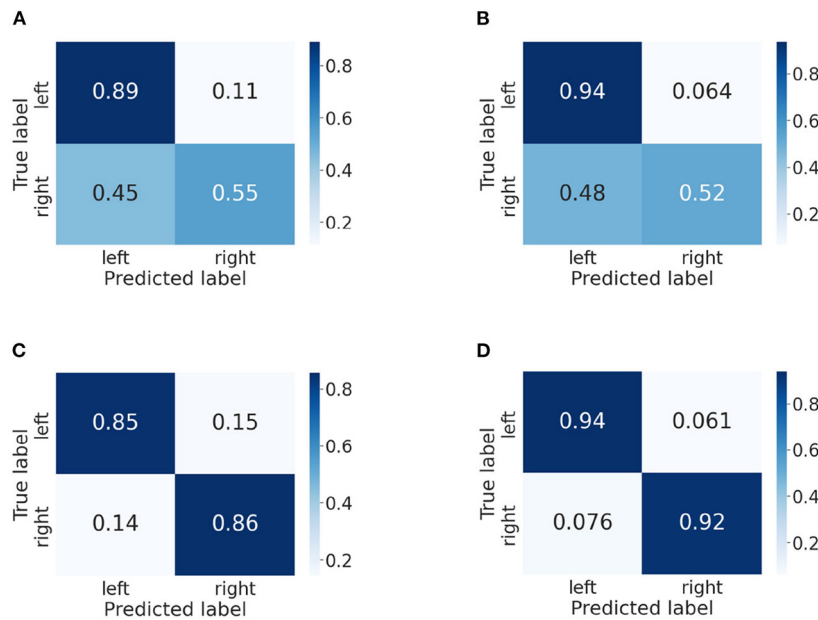 A
True label
left
right
0.89
0.11
0.45
0.55
left
right
Predicted label
0.8
0.6
0.4
0.2
B
True label
left
right
0.94
0.064
0.48
0.52
left
right
Predicted label
0.8
0.6
0.4
0.2
C
True label
left
right
0.85
0.15
0.14
0.86
left
right
Predicted label
0.8
0.6
0.4
0.2
D
True label
left
right
0.94
0.061
0.076
0.92
left
right
Predicted label
0.8
0.6
0.4
0.2